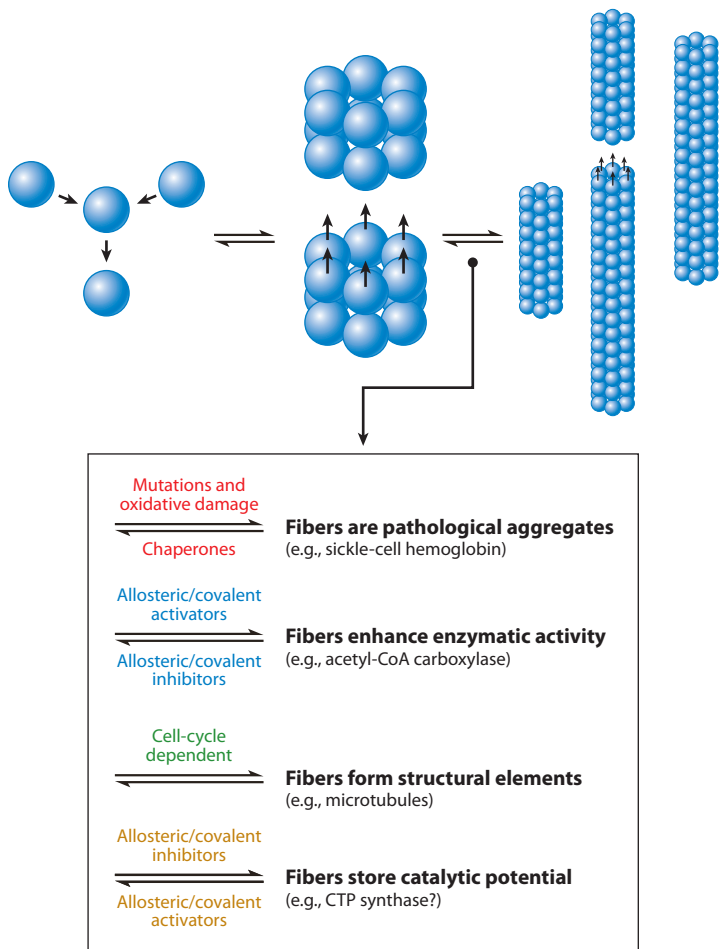 Mutations and
oxidative damage
Chaperones
Fibers are pathological aggregates
(e.g., sickle-cell hemoglobin)
Allosteric/covalent
activators
Allosteric/covalent
inhibitors
Fibers enhance enzymatic activity
(e.g., acetyl-CoA carboxylase)
Cell-cycle
dependent
Fibers form structural elements
(e.g., microtubules)
Allosteric/covalent
inhibitors
Allosteric/covalent
activators
Fibers store catalytic potential
(e.g., CTP synthase?)